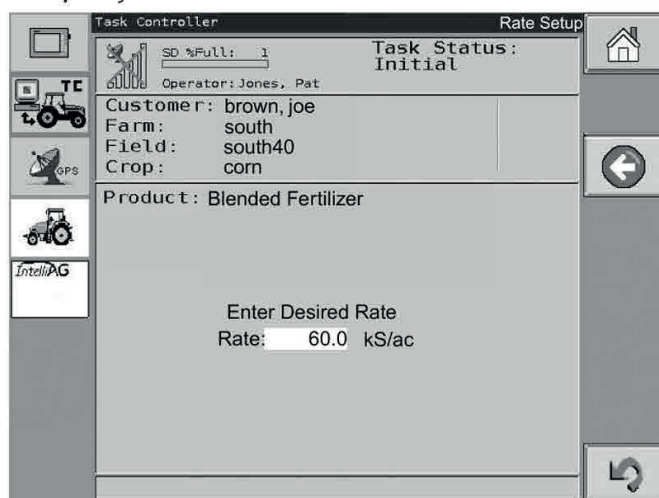 Task Controller Rate Setup
SD %Full: 1
Task Status:
Initial
Operator:Jones, Pat
TC
Customer: brown, joe
Farm: south
Field: south40
Crop: corn
GPS
Product: Blended Fertilizer
IntelliAG
Enter Desired Rate
Rate: 60.0 kS/ac